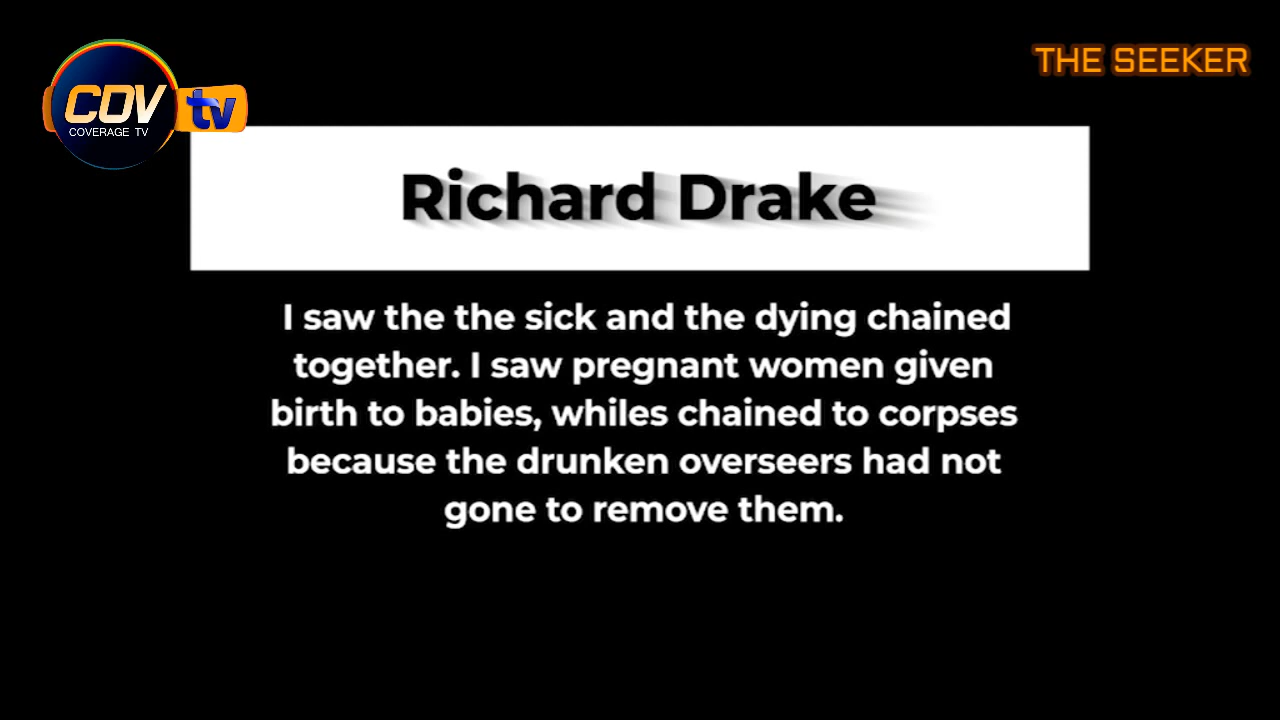 THE SEEKER
CDV tv
COVERAGE TV
Richard Drake
I saw the the sick and the dying chained
together. I saw pregnant women given
birth to babies, whiles chained to corpses
because the drunken overseers had not
gone to remove them.